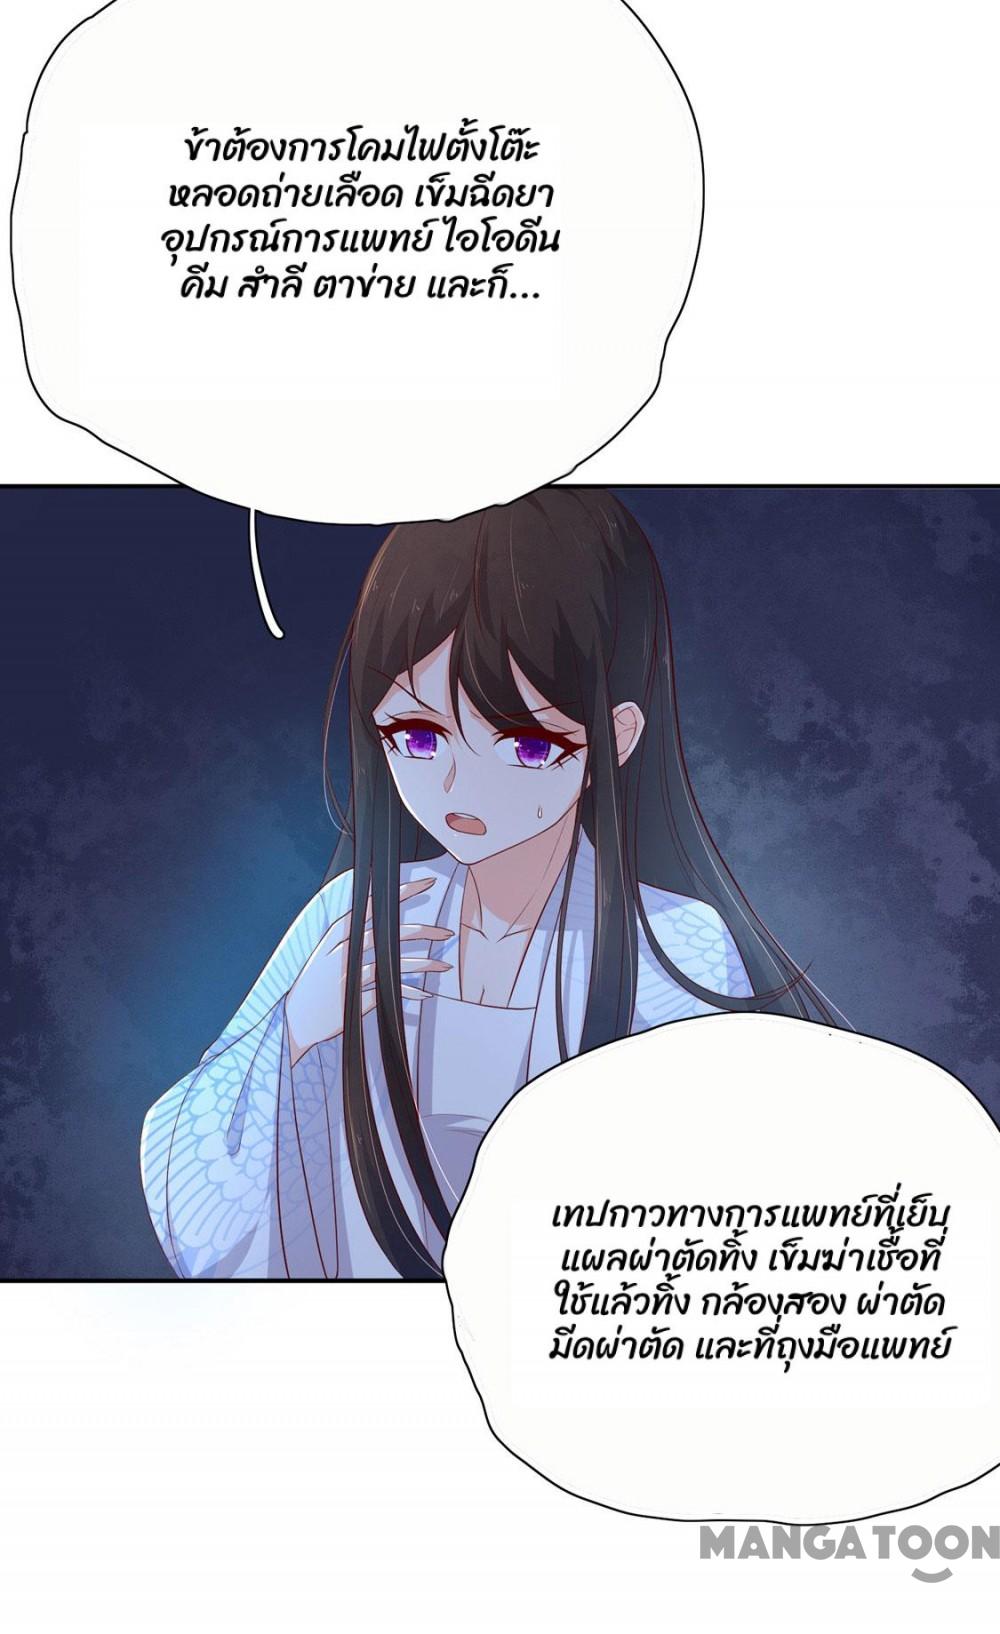 ข้าต้องการโคมไฟตั้งโต๊ะ
หลอดถ่ายเลือด เข็มฉีดยา
อุปกรณ์การแพทย์ ไอโอดีน
คีม สำลี ตาข่าย และก็...
เทปกาวทางการแพทย์ที่เย็บ
แผลผ่าตัดทิ้ง เข็มฆ่าเชื้อที่
ใช้แล้วทิ้ง กล้องสอง ผ่าตัด
มีดผ่าตัด และที่ถุงมือแพทย์
MANGATOON